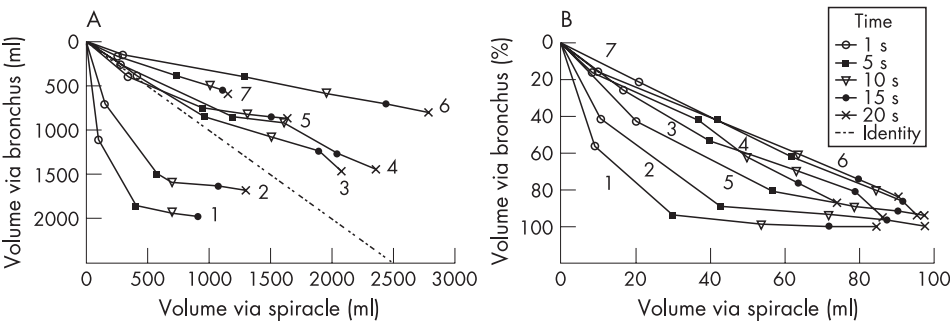 A
Volume via bronchus (ml)
0
500
1000
1500
2000
0 500 1000 1500 2000 2500 3000
Volume via spiracle (ml)
7
6
5
4
3
2
1
B
Volume via bronchus (%)
0
20
40
60
80
100
0 20 40 60 80 100
Volume via spiracle (ml)
7
3
4
6
2
5
1
Time
1 s
5 s
10 s
15 s
20 s
Identity